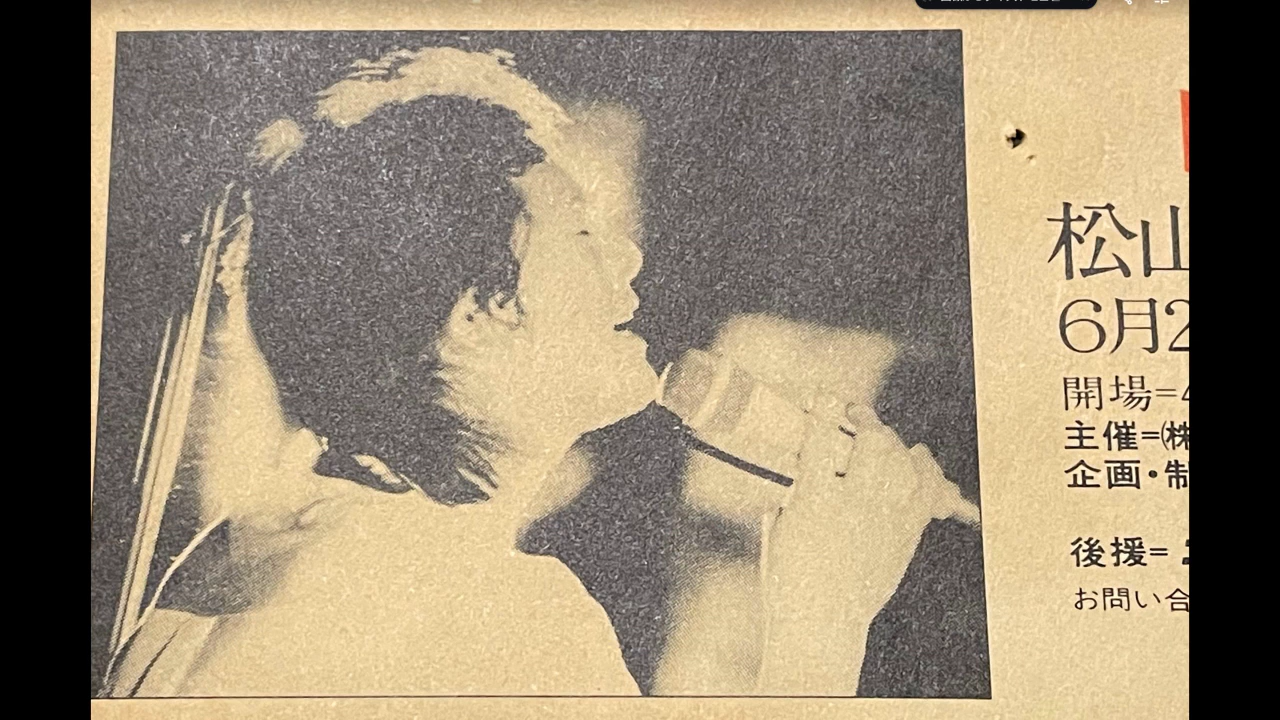 松山
6月2
開場=4
主催=㈱
企画・制
後援=
お問い合